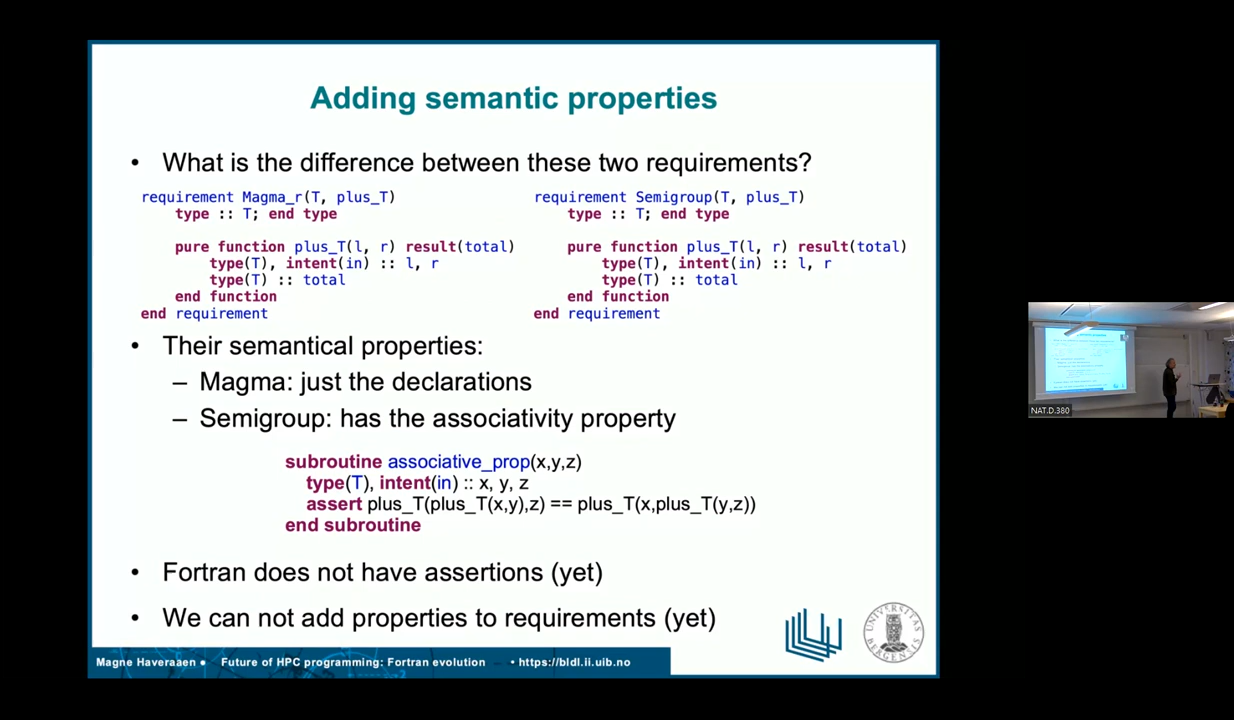 Adding semantic properties
• What is the difference between these two requirements?
requirement Magma_r(T, plus_T)
type :: T; end type
pure function plus_T(l, r) result(total)
type(T), intent(in) :: l, r
type(T) :: total
end function
end requirement
requirement Semigroup(T, plus_T)
type :: T; end type
pure function plus_T(l, r) result(total)
type(T), intent(in) :: l, r
type(T) :: total
end function
end requirement
• Their semantical properties:
– Magma: just the declarations
– Semigroup: has the associativity property
subroutine associative_prop(x,y,z)
type(T), intent(in) :: x, y, z
assert plus_T(plus_T(x,y),z) == plus_T(x,plus_T(y,z))
end subroutine
• Fortran does not have assertions (yet)
• We can not add properties to requirements (yet)
UNIVERSITAS BERGENSIS
Magne Haveraaen • Future of HPC programming: Fortran evolution • https://bldl.ii.uib.no
NAT.D.380